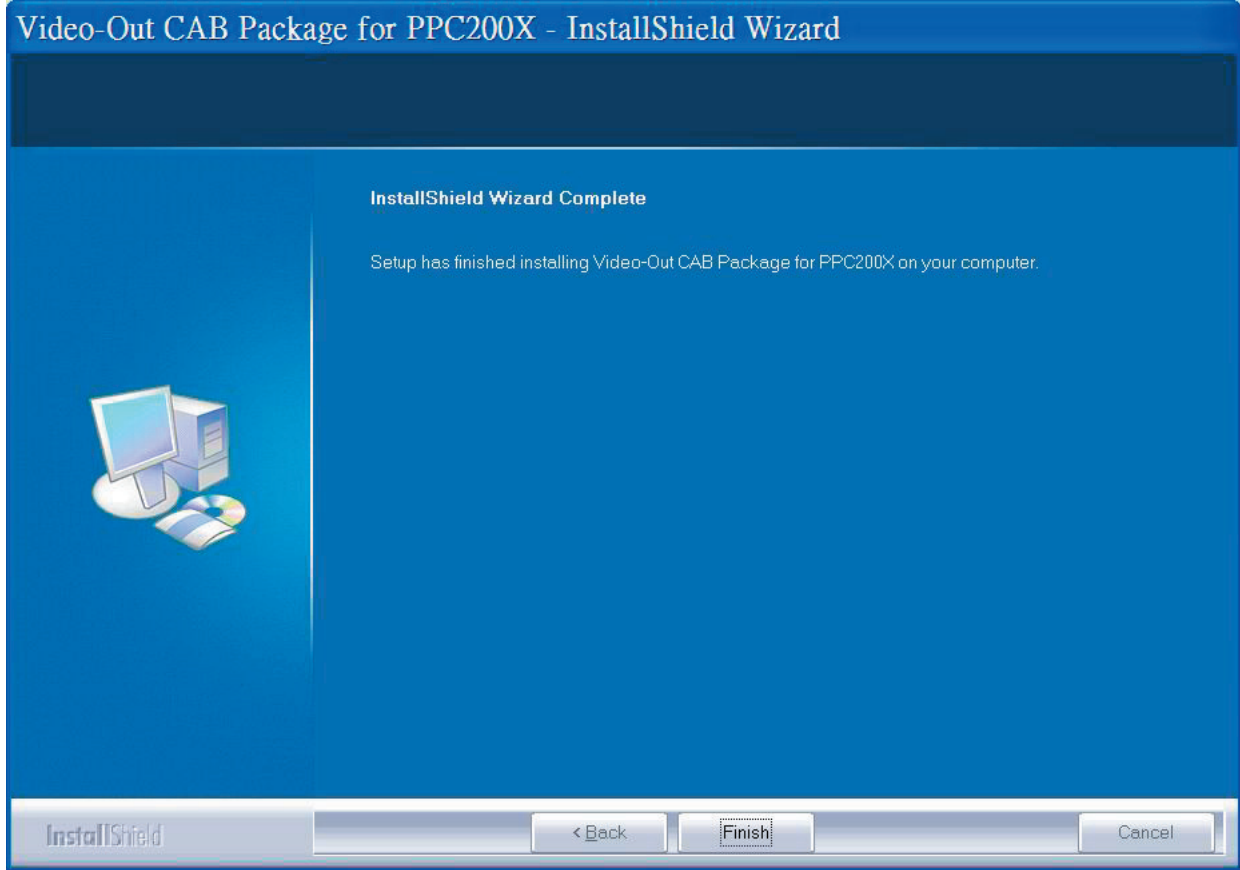 Video-Out CAB Package for PPC200X - InstallShield Wizard
InstallShield Wizard Complete
Setup has finished installing Video-Out CAB Package for PPC200X on your computer.
InstallShield
< Back
Finish
Cancel